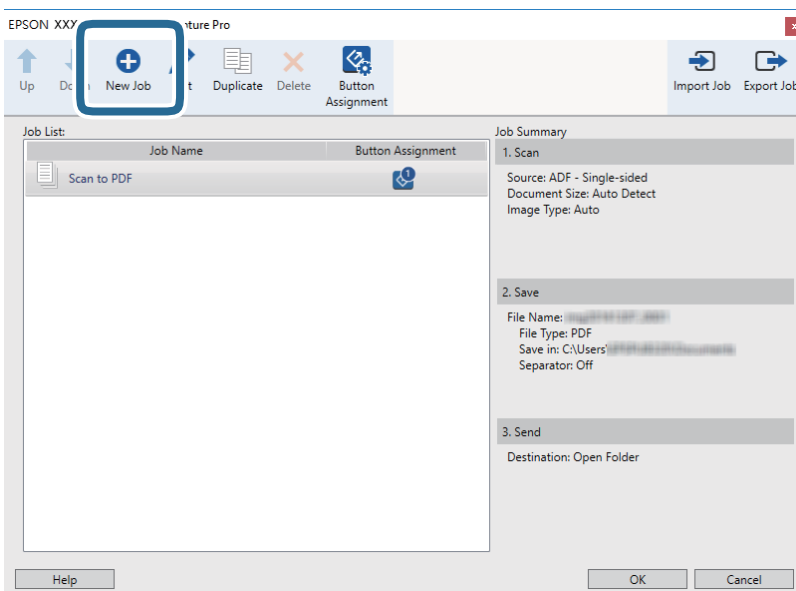 EPSON XXX ture Pro
Up
New Job
Duplicate
Delete
Button
Assignment
Import Job
Export Job
Job List:
Job Name
Button Assignment
Scan to PDF
1
Job Summary
1. Scan
Source: ADF - Single-sided
Document Size: Auto Detect
Image Type: Auto
2. Save
File Name:
File Type: PDF
Save in: C:\Users\
Separator: Off
3. Send
Destination: Open Folder
Help
OK
Cancel